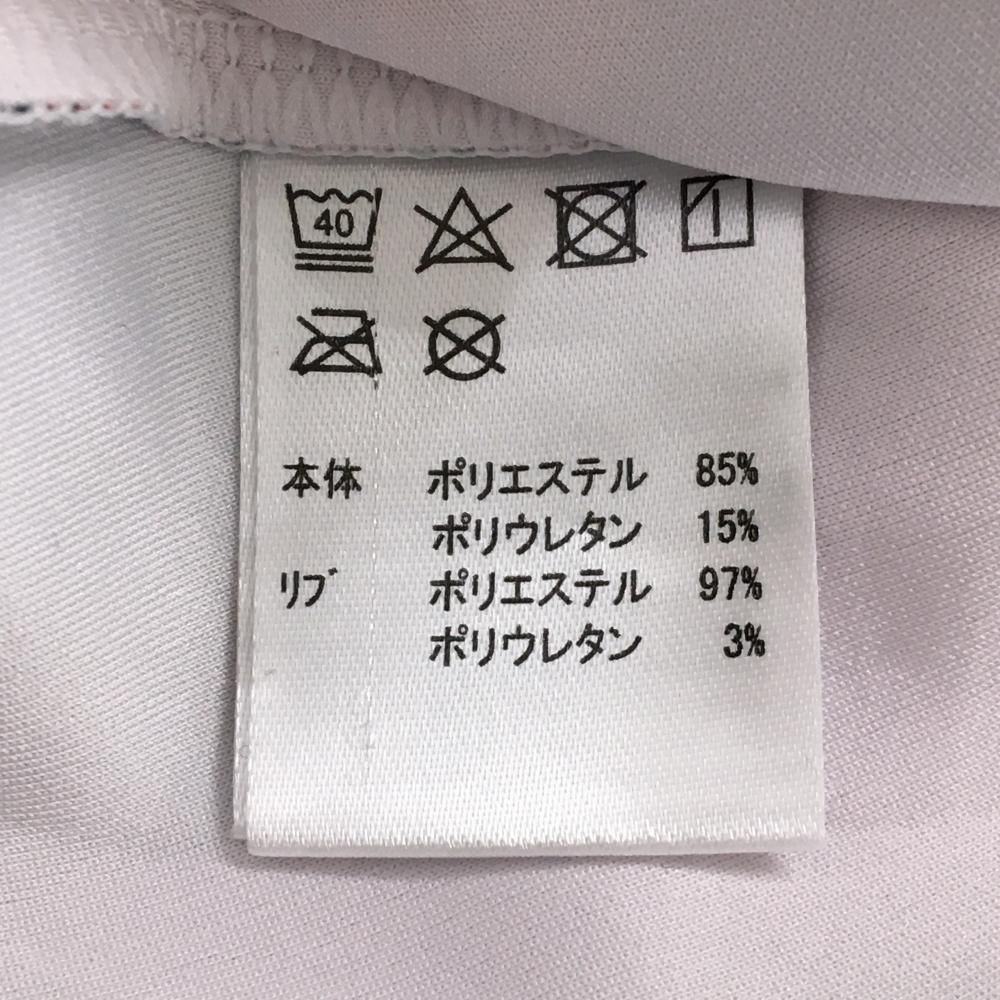 40
本体 ポリエステル 85%
ポリウレタン 15%
リブ ポリエステル 97%
ポリウレタン 3%